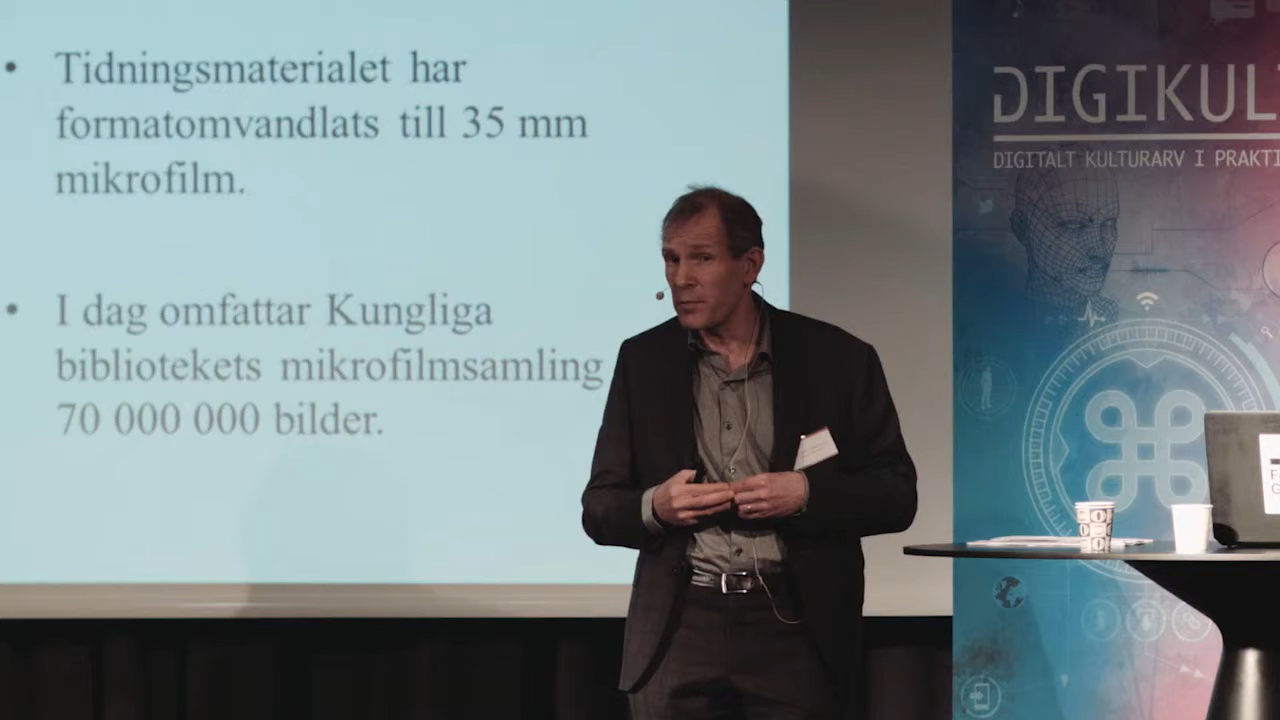 • Tidningsmaterialet har
formatomvandlats till 35 mm
mikrofilm.
• I dag omfattar Kungliga
bibliotekets mikrofilmsamling
70 000 000 bilder.
DIGIKUL
DIGITALT KULTURARV I PRAKTI